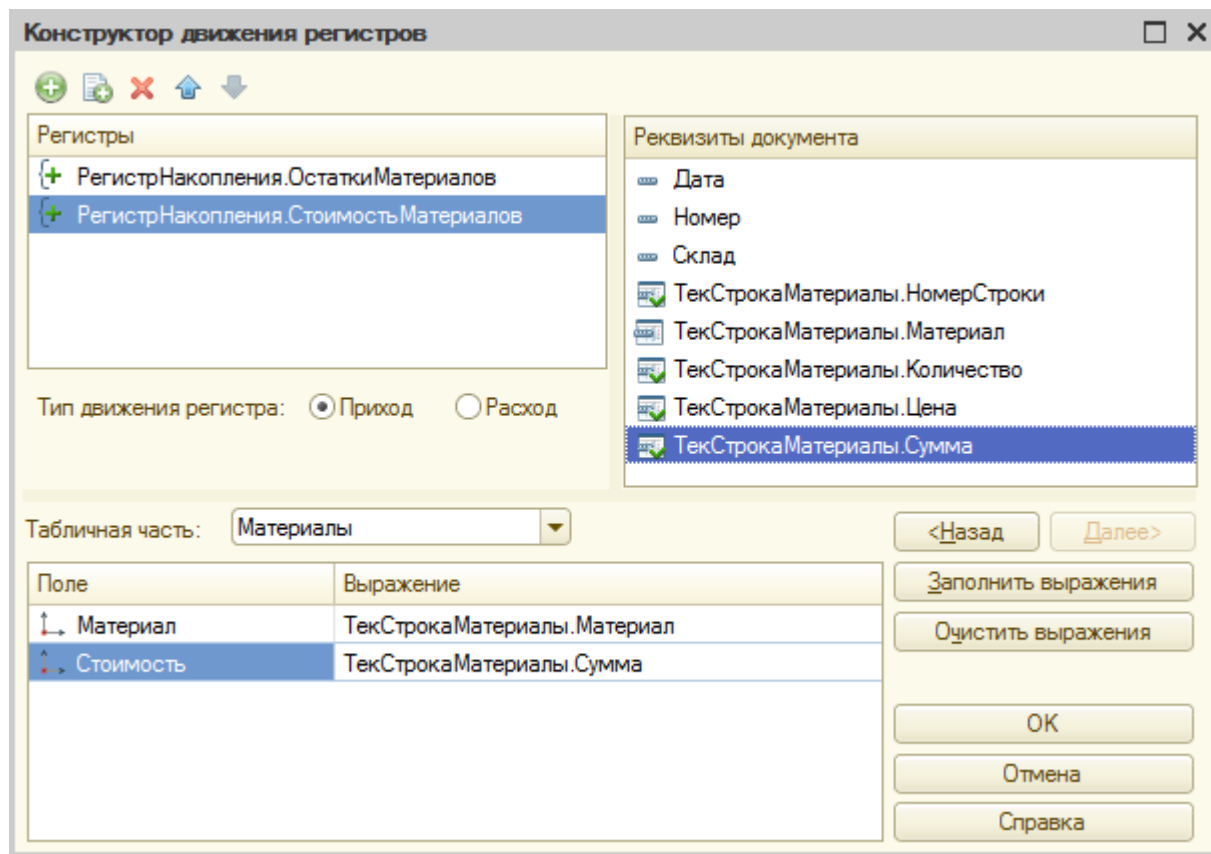 Конструктор движения регистров
Регистры
РегистрНакопления.ОстаткиМатериалов
РегистрНакопления.СтоимостьМатериалов
Тип движения регистра: Приход Расход
Реквизиты документа
Дата
Номер
Склад
ТекСтрокаМатериалы.НомерСтроки
ТекСтрокаМатериалы.Материал
ТекСтрокаМатериалы.Количество
ТекСтрокаМатериалы.Цена
ТекСтрокаМатериалы.Сумма
Табличная часть: Материалы
<Назад Далее>
Поле Выражение
Материал ТекСтрокаМатериалы.Материал
Стоимость ТекСтрокаМатериалы.Сумма
Заполнить выражения
Очистить выражения
ОК
Отмена
Справка